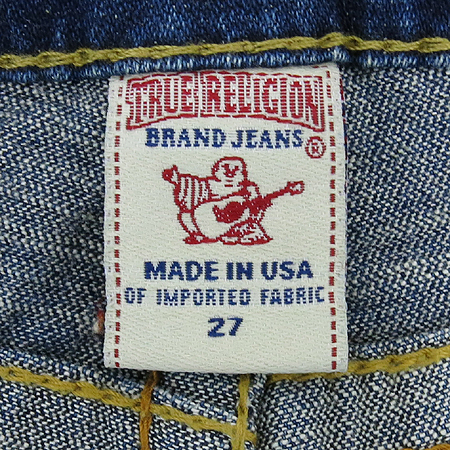 TRUE RELIGION
BRAND JEANS ®
MADE IN USA
OF IMPORTED FABRIC
27